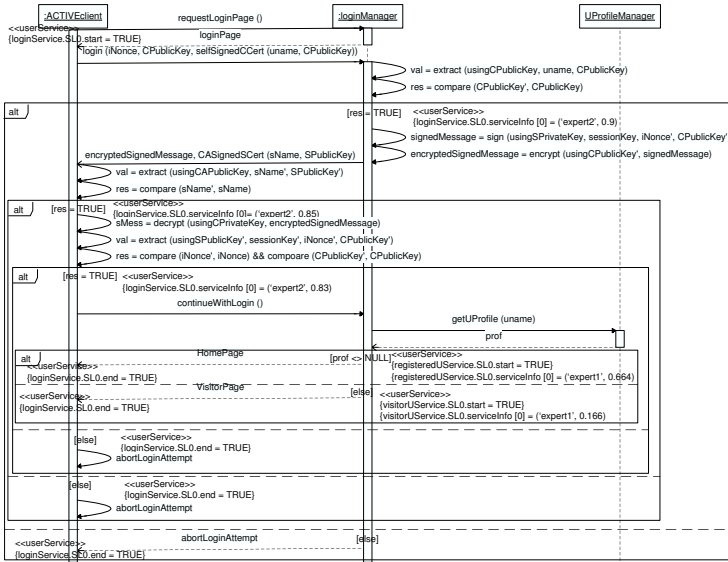 :ACTIVEclient
:loginManager
UProfileManager
requestLoginPage ()
<<userService>>
{loginService.SL0.start = TRUE}
loginPage
login (iNonce, CPublicKey, selfSignedCCert (uname, CPublicKey))
val = extract (usingCPublicKey, uname, CPublicKey)
res = compare (CPublicKey', CPublicKey)
alt
[res = TRUE]
<<userService>>
{loginService.SL0.serviceInfo [0] = ('expert2', 0.9)
signedMessage = sign (usingSPrivateKey, sessionKey, iNonce', CPublicKey'
encryptedSignedMessage, CASignedSCert (sName, SPublicKey)
encryptedSignedMessage = encrypt (usingCPublicKey', signedMessage)
val = extract (usingCAPublicKey, sName', SPublicKey')
res = compare (sName', sName)
alt
[res = TRUE]
<<userService>>
{loginService.SL0.serviceInfo [0]= ('expert2', 0.85)
sMess = decrypt (usingCPrivateKey, encryptedSignedMessage)
val = extract (usingSPublicKey', sessionKey', iNonce', CPublicKey')
res = compare (iNonce', iNonce) && compoare (CPublicKey', CPublicKey)
alt
[res = TRUE]
<<userService>>
{loginService.SL0.serviceInfo [0] = ('expert2', 0.83)
continueWithLogin ()
getUProfile (uname)
prof
alt
HomePage
[prof <> NULL]
<<userService>>
{loginService.SL0.end = TRUE}
<<userService>>
{registeredUService.SL0.start = TRUE}
{registeredUService.SL0.serviceInfo [0] = ('expert1', 0.664)
VisitorPage
[else]
<<userService>>
{loginService.SL0.end = TRUE}
<<userService>>
{visitorUService.SL0.start = TRUE}
{visitorUService.SL0.serviceInfo [0] = ('expert1', 0.166)
[else]
<<userService>>
{loginService.SL0.end = TRUE}
abortLoginAttempt
[else]
<<userService>>
{loginService.SL0.end = TRUE}
abortLoginAttempt
abortLoginAttempt
[else]
<<userService>>
{loginService.SL0.end = TRUE}